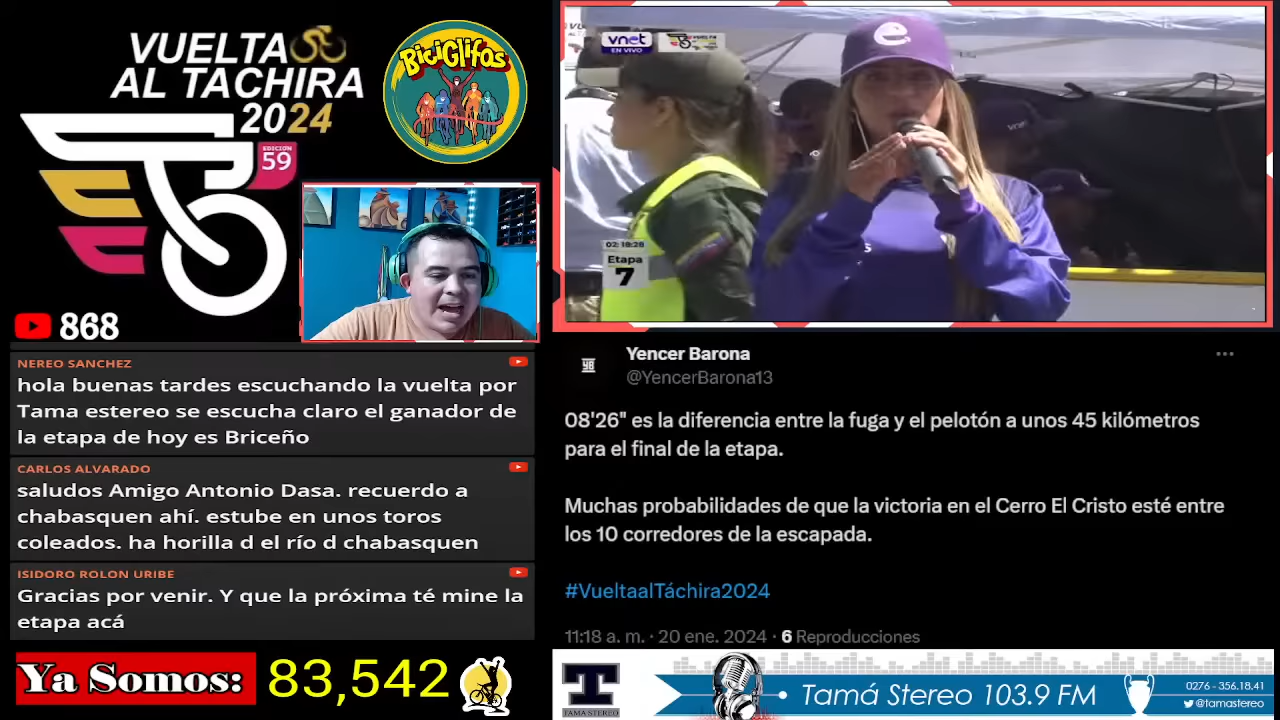 VUELTA
AL TACHIRA
2024
EDICION
59
BiciGlifos
868
NEREO SANCHEZ
hola buenas tardes escuchando la vuelta por
Tama estereo se escucha claro el ganador de
la etapa de hoy es Briceño
CARLOS ALVARADO
saludos Amigo Antonio Dasa. recuerdo a
chabasquen ahí. estube en unos toros
coleados. ha horilla d el río d chabasquen
ISIDORO ROLON URIBE
Gracias por venir. Y que la próxima té mine la
etapa acá
Ya Somos: 83,542
vnet
EN VIVO
e
vnet
02:18:28
Etapa
7
YB
Yencer Barona
@YencerBarona13
08'26" es la diferencia entre la fuga y el pelotón a unos 45 kilómetros
para el final de la etapa.
Muchas probabilidades de que la victoria en el Cerro El Cristo esté entre
los 10 corredores de la escapada.
#VueltaalTáchira2024
11:18 a. m. · 20 ene. 2024 · 6 Reproducciones
T
TAMA STEREO
Tamá Stereo 103.9 FM
0276 - 356.18.41
@tamastereo